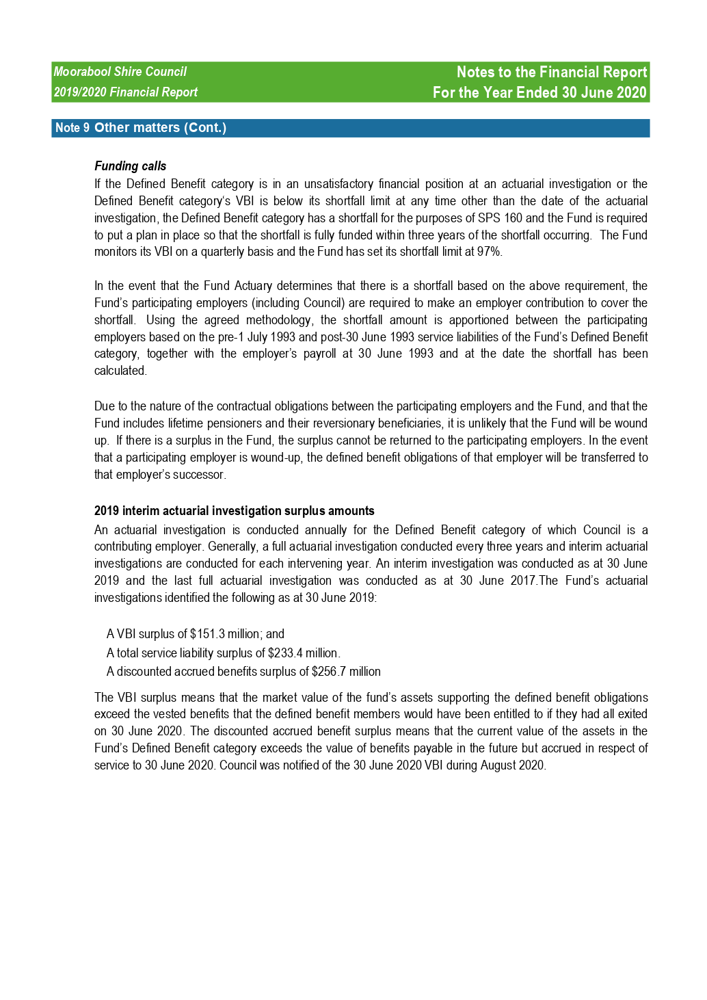 Moorabool Shire Council
2019/2020 Financial Report
Notes to the Financial Report
For the Year Ended 30 June 2020
Note 9 Other matters (Cont.)
Funding calls
If the Defined Benefit category is in an unsatisfactory financial position at an actuarial investigation or the
Defined Benefit category‘s VBI is below its shortfall limit at any time other than the date of the actuarial
investigation, the Defined Benefit category has a shortfall for the purposes of SPS 160 and the Fund is required
to put a plan in place so that the shortfall is fully funded within three years of the shortfall occurring.  The Fund
monitors its VBI on a quarterly basis and the Fund has set its shortfall limit at 97%.
In the event that the Fund Actuary determines that there is a shortfall based on the above requirement, the
Fund’s participating employers (including Council) are required to make an employer contribution to cover the
shortfall.  Using the agreed methodology, the shortfall amount is apportioned between the participating
employers based on the pre-1 July 1993 and post-30 June 1993 service liabilities of the Fund’s Defined Benefit
category, together with the employer’s payroll at 30 June 1993 and at the date the shortfall has been
calculated.
Due to the nature of the contractual obligations between the participating employers and the Fund, and that the
Fund includes lifetime pensioners and their reversionary beneficiaries, it is unlikely that the Fund will be wound
up.  If there is a surplus in the Fund, the surplus cannot be returned to the participating employers. In the event
that a participating employer is wound-up, the defined benefit obligations of that employer will be transferred to
that employer’s successor.
2019 interim actuarial investigation surplus amounts
An actuarial investigation is conducted annually for the Defined Benefit category of which Council is a
contributing employer. Generally, a full actuarial investigation conducted every three years and interim actuarial
investigations are conducted for each intervening year. An interim investigation was conducted as at 30 June
2019 and the last full actuarial investigation was conducted as at 30 June 2017.The Fund’s actuarial
investigations identified the following as at 30 June 2019:
A VBI surplus of $151.3 million; and
A total service liability surplus of $233.4 million.
A discounted accrued benefits surplus of $256.7 million
The VBI surplus means that the market value of the fund’s assets supporting the defined benefit obligations
exceed the vested benefits that the defined benefit members would have been entitled to if they had all exited
on 30 June 2020. The discounted accrued benefit surplus means that the current value of the assets in the
Fund’s Defined Benefit category exceeds the value of benefits payable in the future but accrued in respect of
service to 30 June 2020. Council was notified of the 30 June 2020 VBI during August 2020.